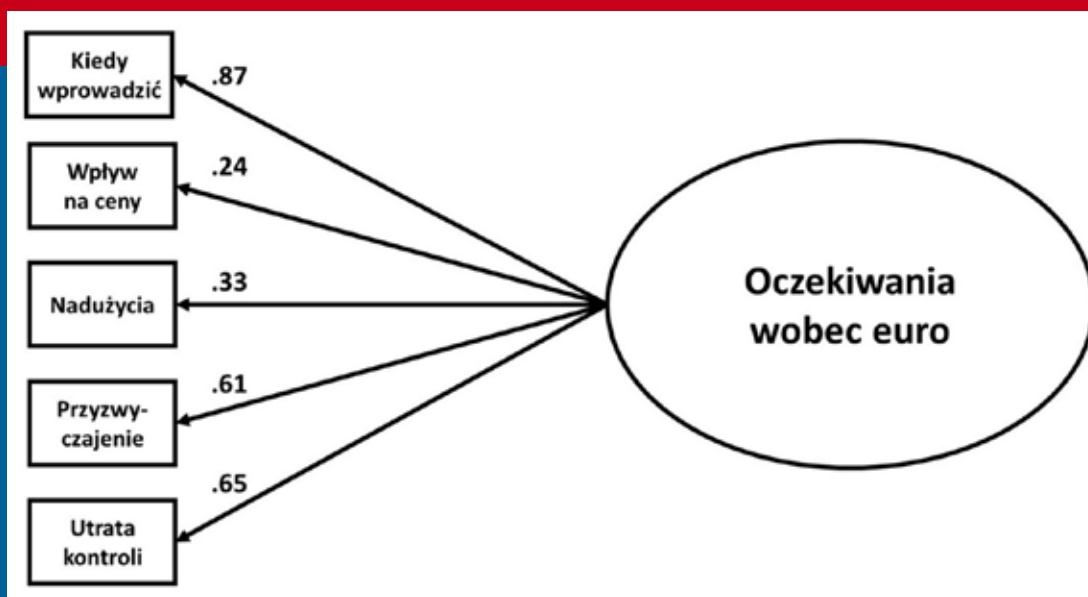 Kiedy
wprowadzić
.87
Wpływ
na ceny
.24
Nadużycia
.33
Przyzwy-
czajenie
.61
Utrata
kontroli
.65
Oczekiwania
wobec euro